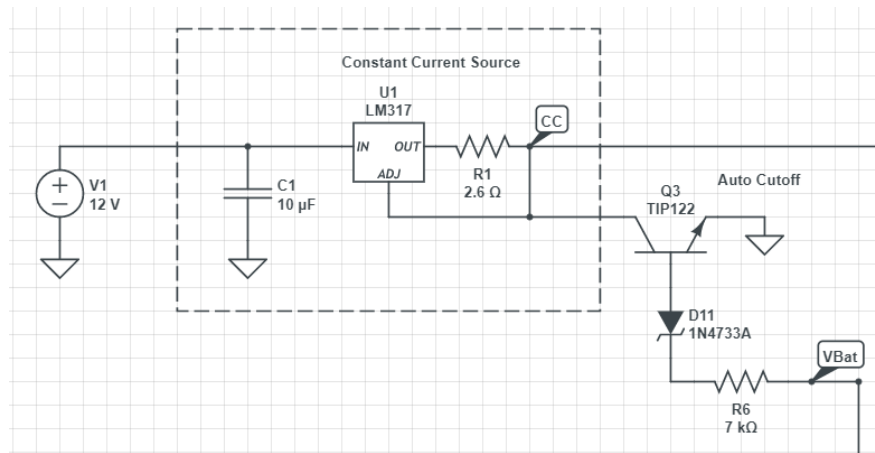 Constant Current Source
U1
LM317
CC
IN
OUT
ADJ
R1
2.6 Ω
V1
12 V
C1
10 µF
Q3
TIP122
Auto Cutoff
D11
1N4733A
VBat
R6
7 kΩ